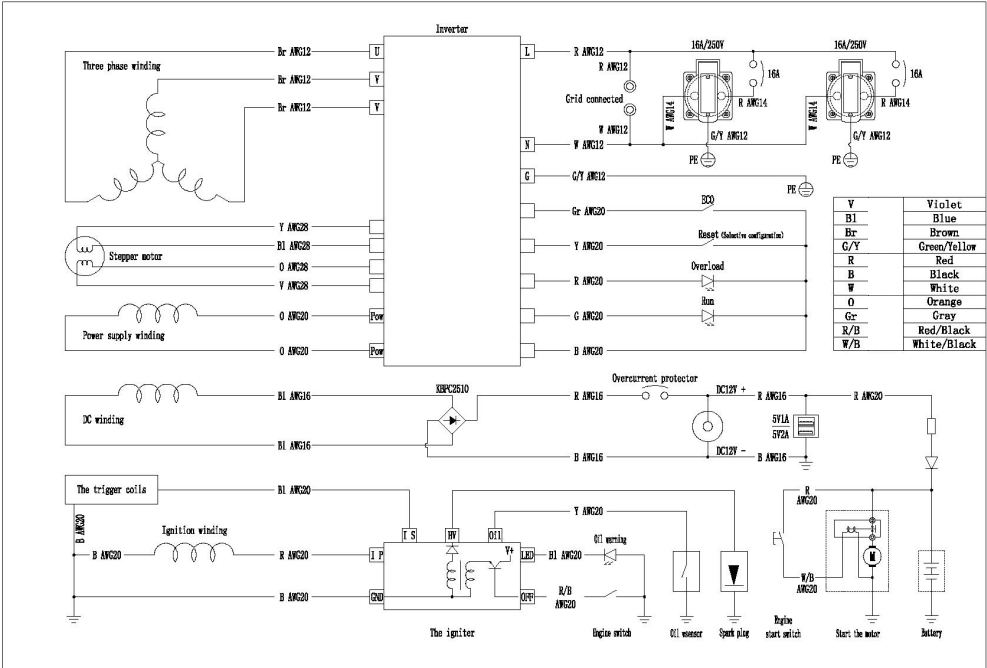 Inverter
Three phase winding
Br AWG12
U
Br AWG12
V
Br AWG12
V
L
R AWG12
R AWG12
Grid connected
W AWG12
N
W AWG12
16A/250V
16A
R AWG14
W AWG14
G/Y AWG12
PE
16A/250V
16A
R AWG14
W AWG14
G/Y AWG12
PE
G
G/Y AWG12
PE
Gr AWG20
ECO
Y AWG20
Reset (Selective configuration)
R AWG20
Overload
G AWG20
Run
B AWG20
Y AWG28
Bl AWG28
O AWG28
V AWG28
Stepper motor
O AWG20
Pow
Power supply winding
O AWG20
Pow
V Violet
Bl Blue
Br Brown
G/Y Green/Yellow
R Red
B Black
W White
O Orange
Gr Gray
R/B Red/Black
W/B White/Black
DC winding
Bl AWG16
Bl AWG16
KBPC2510
R AWG16
Overcurrent protector
DC12V +
R AWG16
R AWG20
5V1A
5V2A
B AWG16
DC12V -
B AWG16
The trigger coils
Bl AWG20
B AWG20
Ignition winding
B AWG20
R AWG20
B AWG20
I S
HV
Oil
I P
GND
V+
LED
OFF
The igniter
Y AWG20
Oil warning
Bl AWG20
R/B
AWG20
Engine switch
Oil wsensor
Spark plog
R
AWG20
W/B
AWG20
Engine
start switch
M
Start the motor
Battery